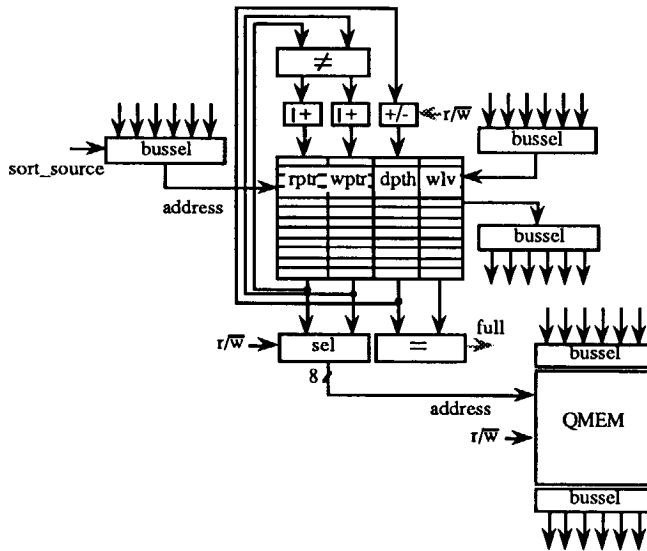 ≠
|+ |+ +/- r/w̅
bussel
bussel
sort_source
rptr wptr dpth wlv
address
bussel
r/w̅ sel = full
8
bussel
address
QMEM
r/w̅
bussel